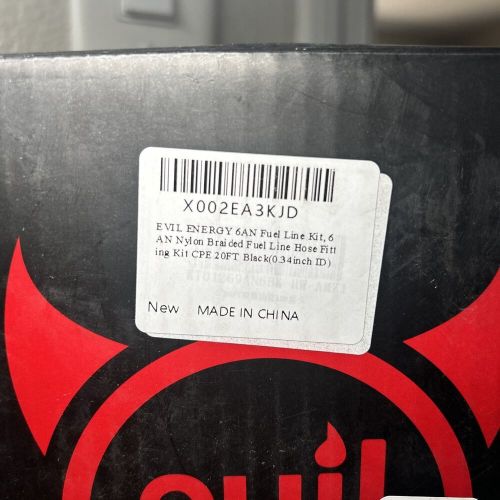 X002EA3KJD
EVIL ENERGY 6AN Fuel Line Kit, 6
AN Nylon Braided Fuel Line Hose Fitt
ing Kit CPE 20FT Black(0.34inch ID)
New MADE IN CHINA
evil